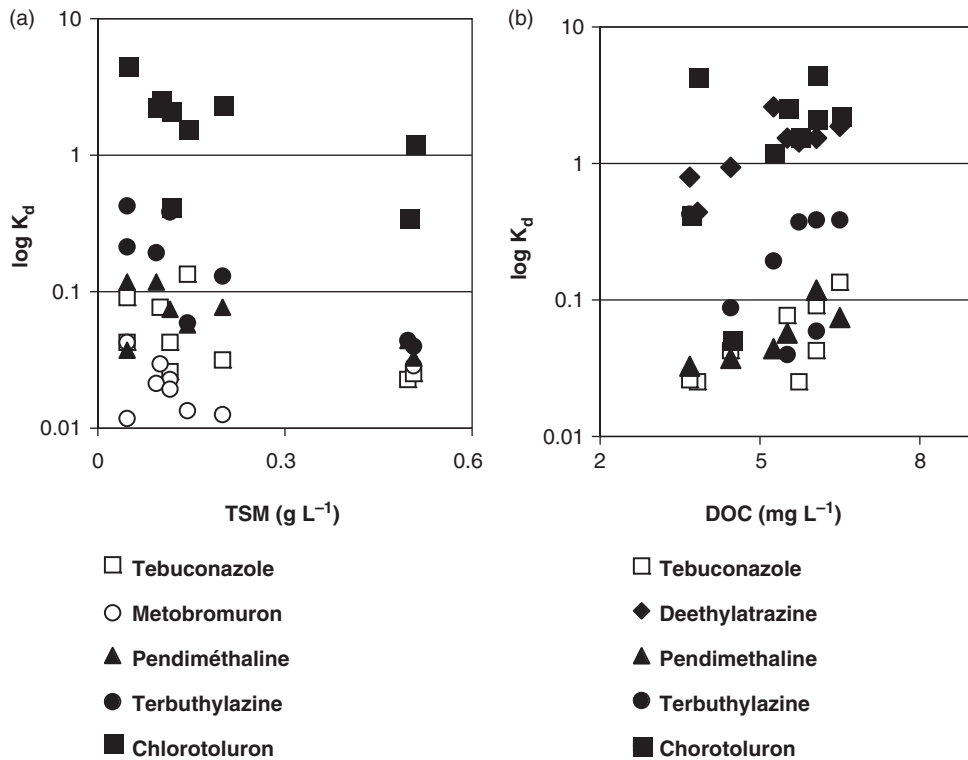 (a)
10
1
0.1
0.01
log Kd
0 0.3 0.6
TSM (g L⁻¹)
Tebuconazole
Metobromuron
Pendiméthaline
Terbuthylazine
Chlorotoluron
(b)
10
1
0.1
0.01
log Kd
2 5 8
DOC (mg L⁻¹)
Tebuconazole
Deethylatrazine
Pendimethaline
Terbuthylazine
Chorotoluron